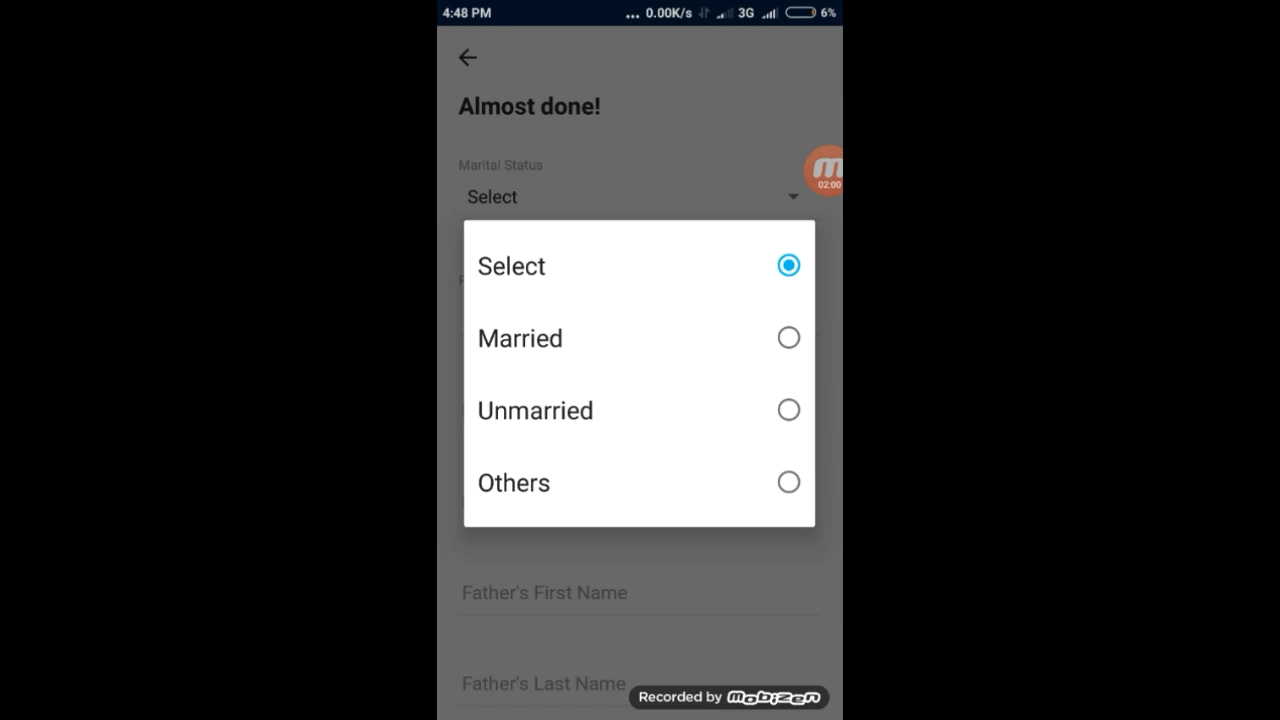 4:48 PM ... 0.00K/s 3G 6%
Almost done!
Marital Status
Select
02:00
Select
Married
Unmarried
Others
Father's First Name
Father's Last Name
Recorded by mobizen